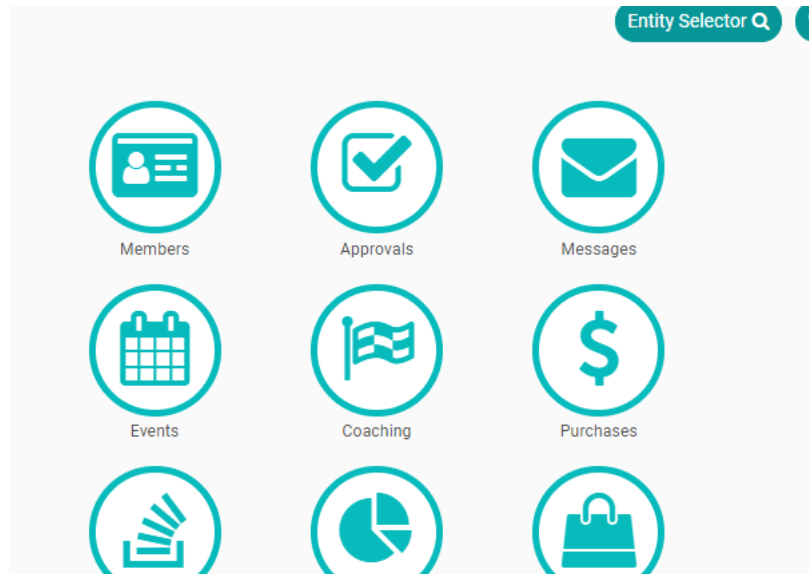 Entity Selector
Members
Approvals
Messages
Events
Coaching
Purchases